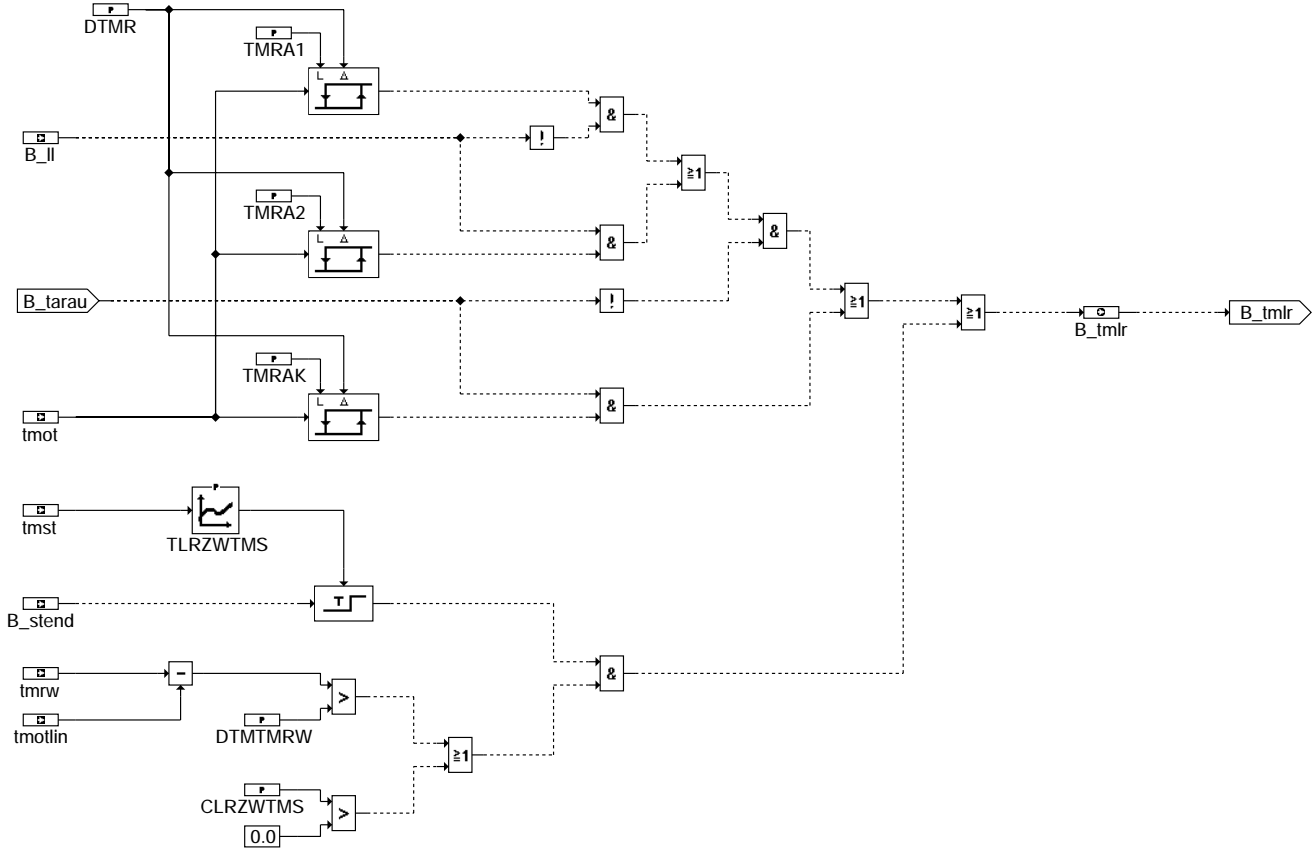 P
DTMR
P
TMRA1
L Δ
&
B_ll
!
≥1
P
TMRA2
L Δ
&
&
B_tarau
!
≥1
≥1
B_tmlr
B_tmlr
P
TMRAK
L Δ
&
tmot
P
tmst
TLRZWTMS
T
B_stend
tmrw
−
&
>
P
tmotlin
DTMTMRW
≥1
P
CLRZWTMS
>
0.0